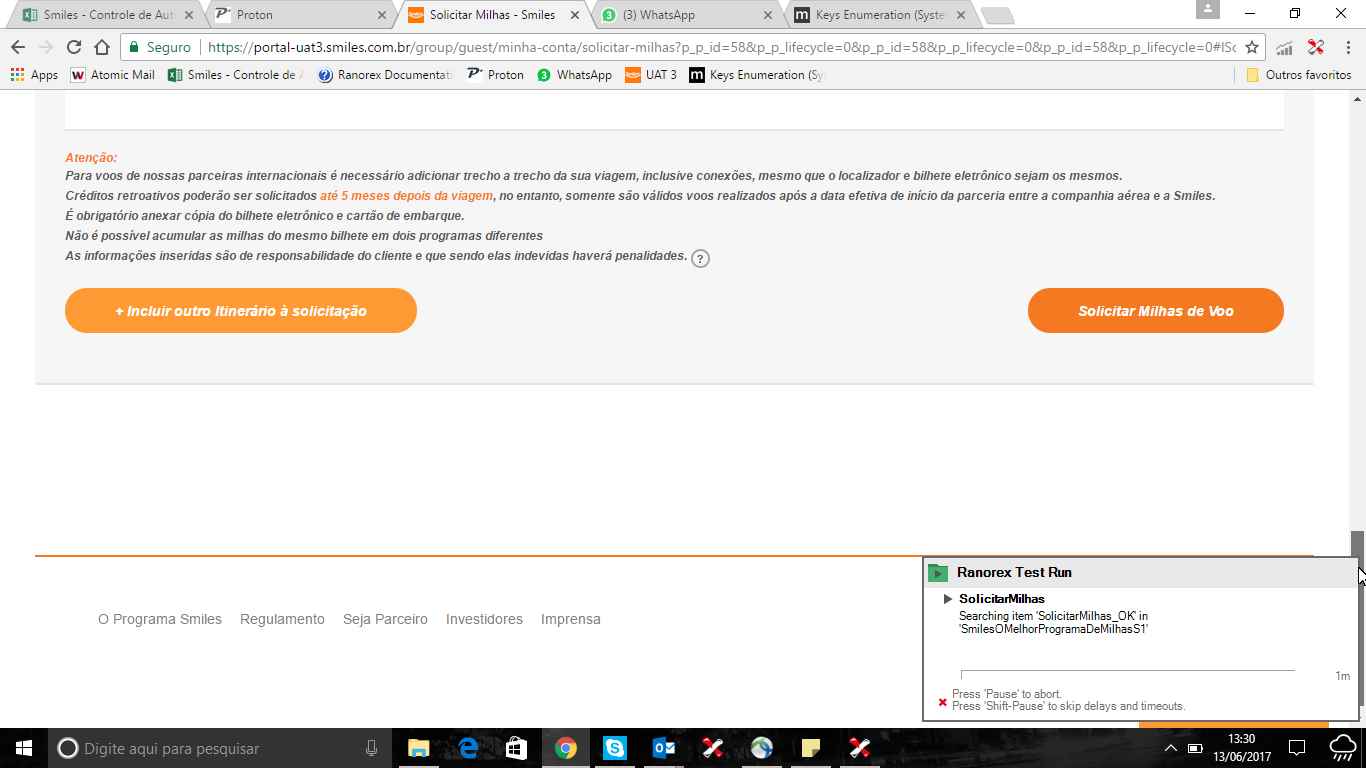 Smiles - Controle de Aut
Proton
Solicitar Milhas - Smiles
(3) WhatsApp
Keys Enumeration (Syste
Seguro
https://portal-uat3.smiles.com.br/group/guest/minha-conta/solicitar-milhas?p_p_id=58&p_p_lifecycle=0&p_p_id=58&p_p_lifecycle=0&p_p_id=58&p_p_lifecycle=0#ISc
Apps
Atomic Mail
Smiles - Controle de A
Ranorex Documentati
Proton
WhatsApp
UAT 3
Keys Enumeration (Sy
Outros favoritos
Atenção:
Para voos de nossas parceiras internacionais é necessário adicionar trecho a trecho da sua viagem, inclusive conexões, mesmo que o localizador e bilhete eletrônico sejam os mesmos.
Créditos retroativos poderão ser solicitados até 5 meses depois da viagem, no entanto, somente são válidos voos realizados após a data efetiva de início da parceria entre a companhia aérea e a Smiles.
É obrigatório anexar cópia do bilhete eletrônico e cartão de embarque.
Não é possível acumular as milhas do mesmo bilhete em dois programas diferentes
As informações inseridas são de responsabilidade do cliente e que sendo elas indevidas haverá penalidades. ?
+ Incluir outro Itinerário à solicitação
Solicitar Milhas de Voo
Ranorex Test Run
SolicitarMilhas
Searching item 'SolicitarMilhas_OK' in
'SmilesOMelhorProgramaDeMilhasS1'
1m
Press 'Pause' to abort.
Press 'Shift-Pause' to skip delays and timeouts.
O Programa Smiles
Regulamento
Seja Parceiro
Investidores
Imprensa
Digite aqui para pesquisar
13:30
13/06/2017